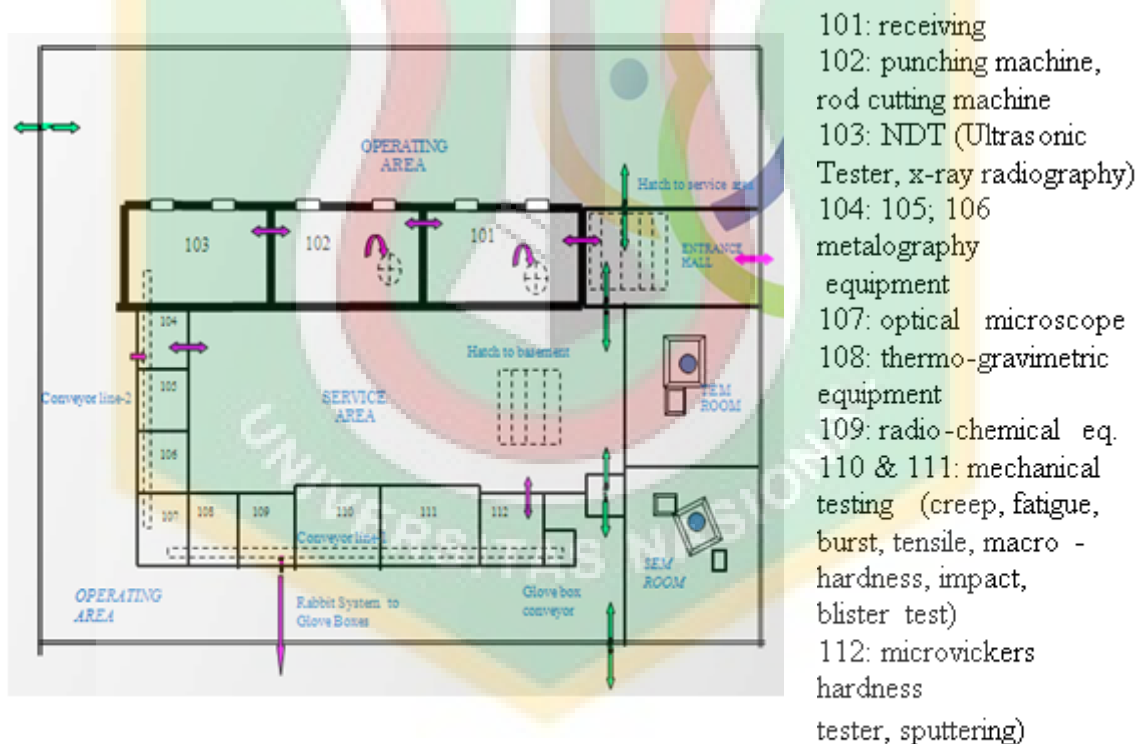 OPERATING
AREA
Hatch to service area
103
102
101
ENTRANCE
HALL
104
Hatch to basement
105
Conveyor line-2
SERVICE
AREA
TEM
ROOM
106
107
108
109
110
111
112
Conveyor line-1
SEM
ROOM
OPERATING
AREA
Rabbit System to
Glove Boxes
Glove box
conveyor
UNIVERSITAS NASIONAL
101: receiving
102: punching machine,
rod cutting machine
103: NDT (Ultrasonic
Tester, x-ray radiography)
104: 105; 106
metalography
equipment
107: optical microscope
108: thermo-gravimetric
equipment
109: radio-chemical eq.
110 & 111: mechanical
testing (creep, fatigue,
burst, tensile, macro -
hardness, impact,
blister test)
112: microvickers
hardness
tester, sputtering)